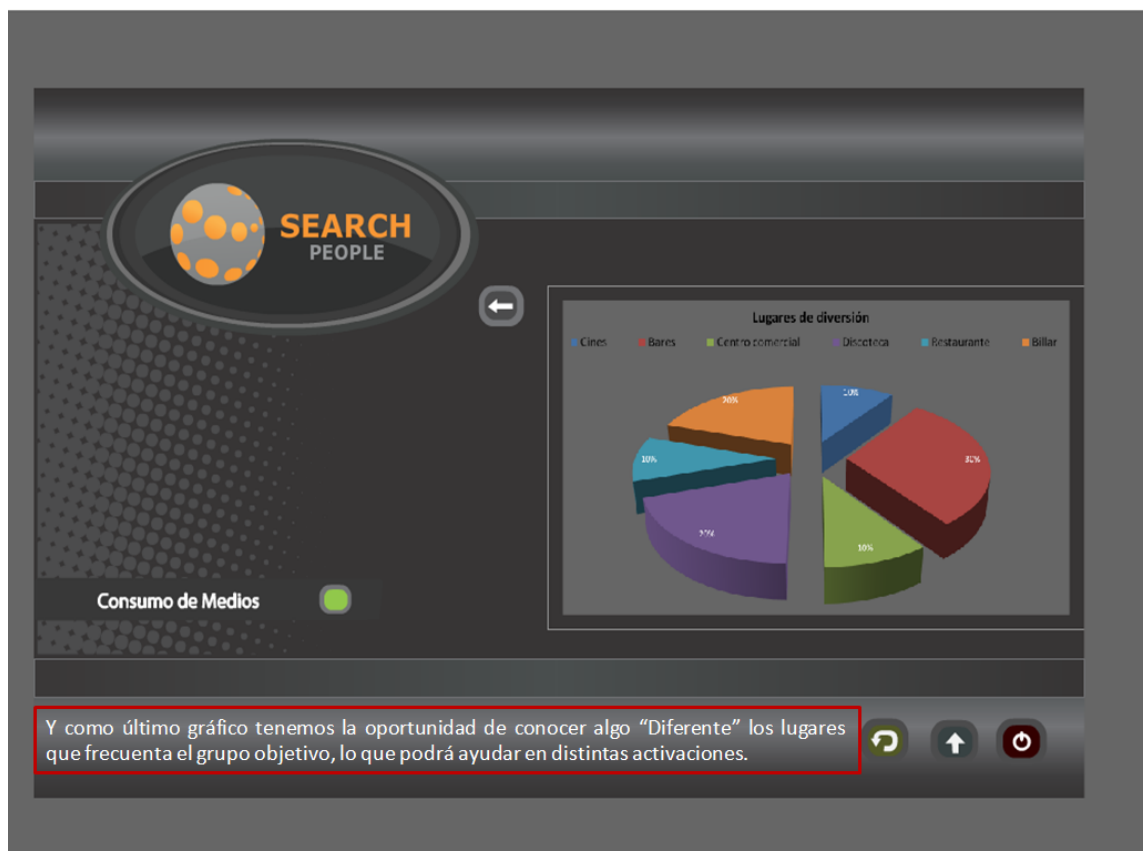 SEARCH
PEOPLE
Lugares de diversión
Cines Bares Centro comercial Discoteca Restaurante Billar
20% 10%
10% 30%
20% 10%
Consumo de Medios
Y como último gráfico tenemos la oportunidad de conocer algo “Diferente” los lugares
que frecuenta el grupo objetivo, lo que podrá ayudar en distintas activaciones.